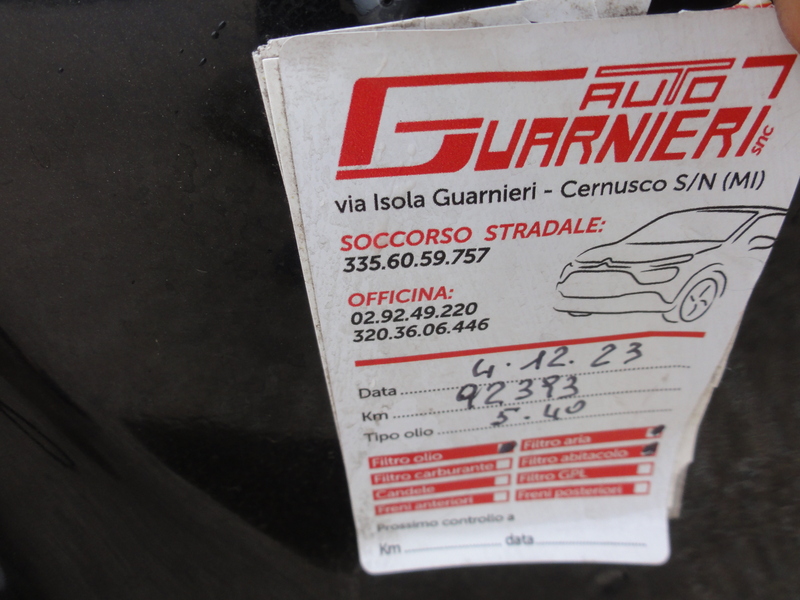 AUTO
GUARNIERI snc
via Isola Guarnieri - Cernusco S/N (MI)
SOCCORSO STRADALE:
335.60.59.757
OFFICINA:
02.92.49.220
320.36.06.446
Data 4.12.23
Km 92393
Tipo olio 5.40
Filtro olio Filtro aria
Filtro carburante Filtro abitacolo
Candele Filtro GPL
Freni anteriori Freni posteriori
Prossimo controllo a
Km data